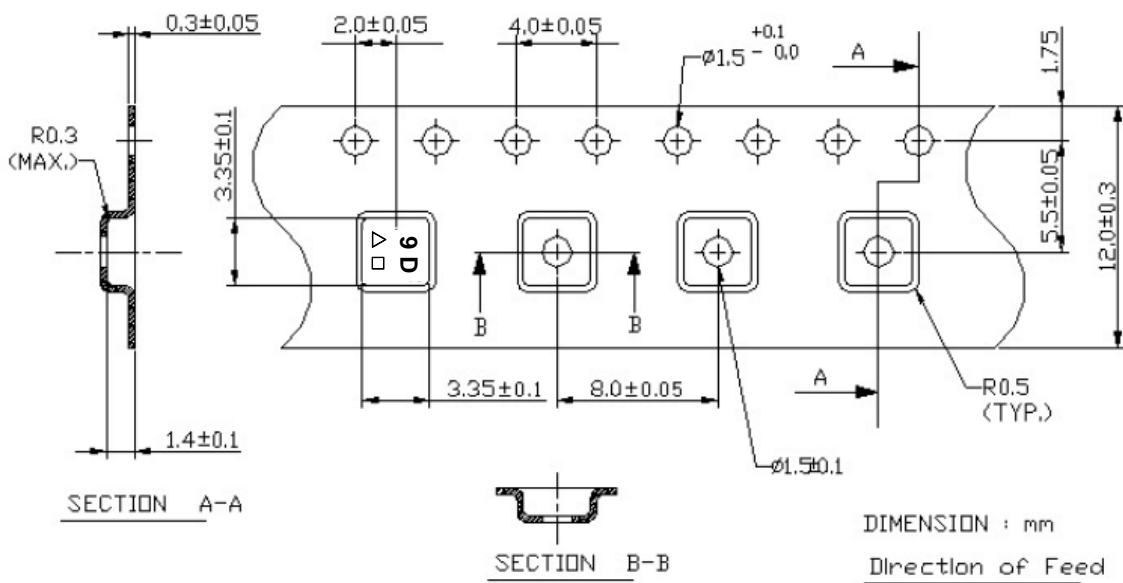 0.3±0.05
2.0±0.05
4.0±0.05
Ø1.5 +0.1 - 0.0
A
1.75
R0.3
(MAX.)
3.35±0.1
5.5±0.05
12.0±0.3
△ 9
□ D
B
B
3.35±0.1
8.0±0.05
A
R0.5
(TYP.)
1.4±0.1
Ø1.5±0.1
SECTION A-A
SECTION B-B
DIMENSION : mm
Direction of Feed